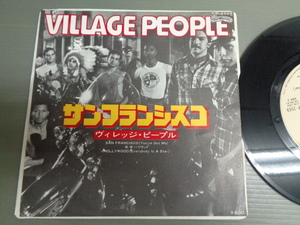 VILLAGE PEOPLE
サンフランシスコ
ヴィレッジ・ピープル
SAN FRANCISCO (You've Got Me)
HOLLYWOOD (Everybody Is A Star)